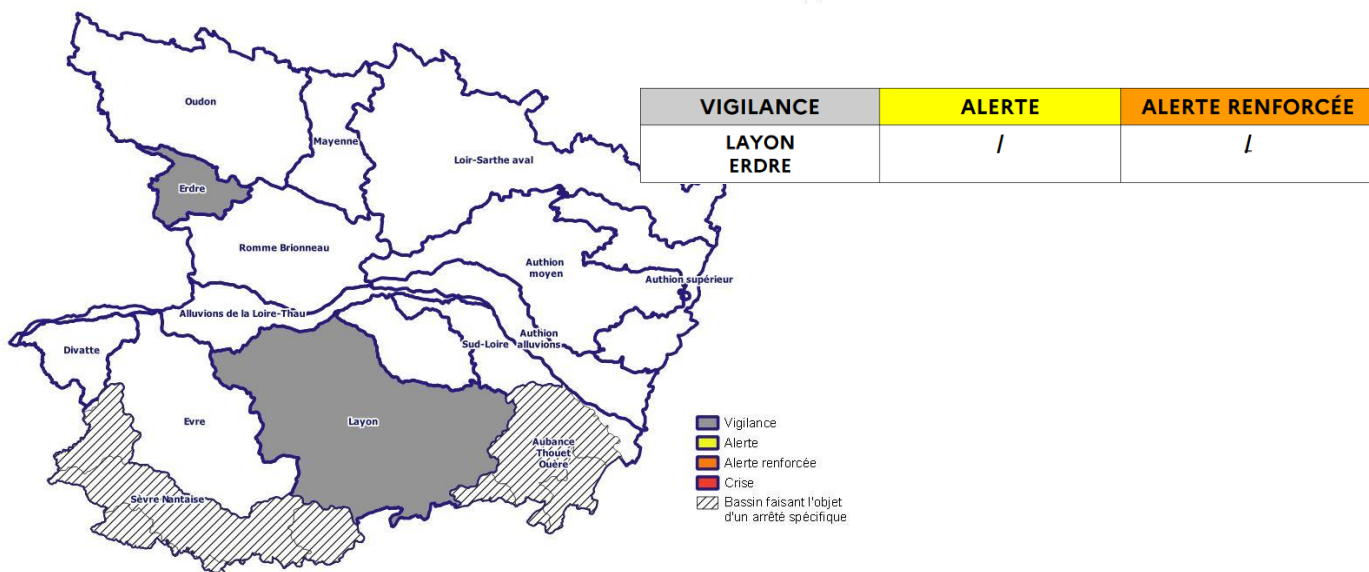 VIGILANCE ALERTE ALERTE RENFORCÉE
LAYON / /
ERDRE
Oudon
Mayenne
Loir-Sarthe aval
Erdre
Romme Brionneau
Authion
moyen
Authion supérieur
Alluvions de la Loire-Thau
Authion
alluvions
Sud-Loire
Divatte
Evre
Layon
Aubance
Thouet
Ouère
Sèvre Nantaise
Vigilance
Alerte
Alerte renforcée
Crise
Bassin faisant l'objet
d'un arrêté spécifique